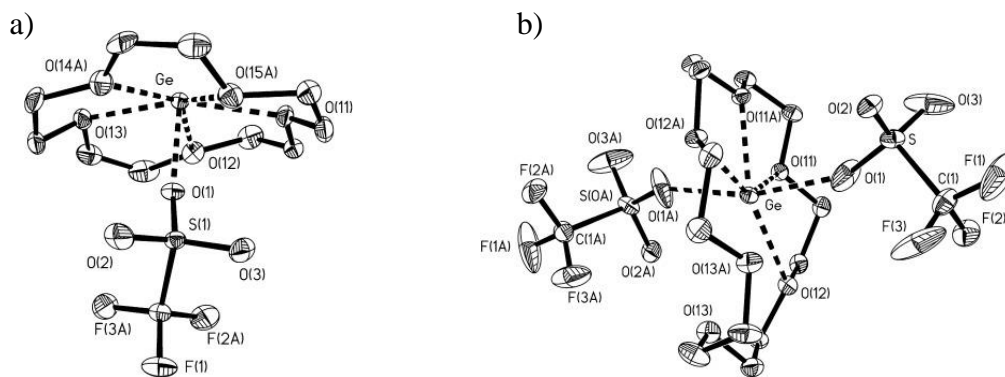 a)
O(14A)
Ge
O(15A)
O(11)
O(13)
O(12)
O(1)
S(1)
O(2)
O(3)
F(3A)
F(2A)
F(1)
b)
O(2)
O(3)
O(11A)
O(12A)
O(3A)
O(11)
S
F(2A)
F(1)
S(0A)
Ge
O(1)
C(1)
O(1A)
F(1A)
C(1A)
F(3)
F(2)
O(2A)
O(13A)
F(3A)
O(12)
O(13)